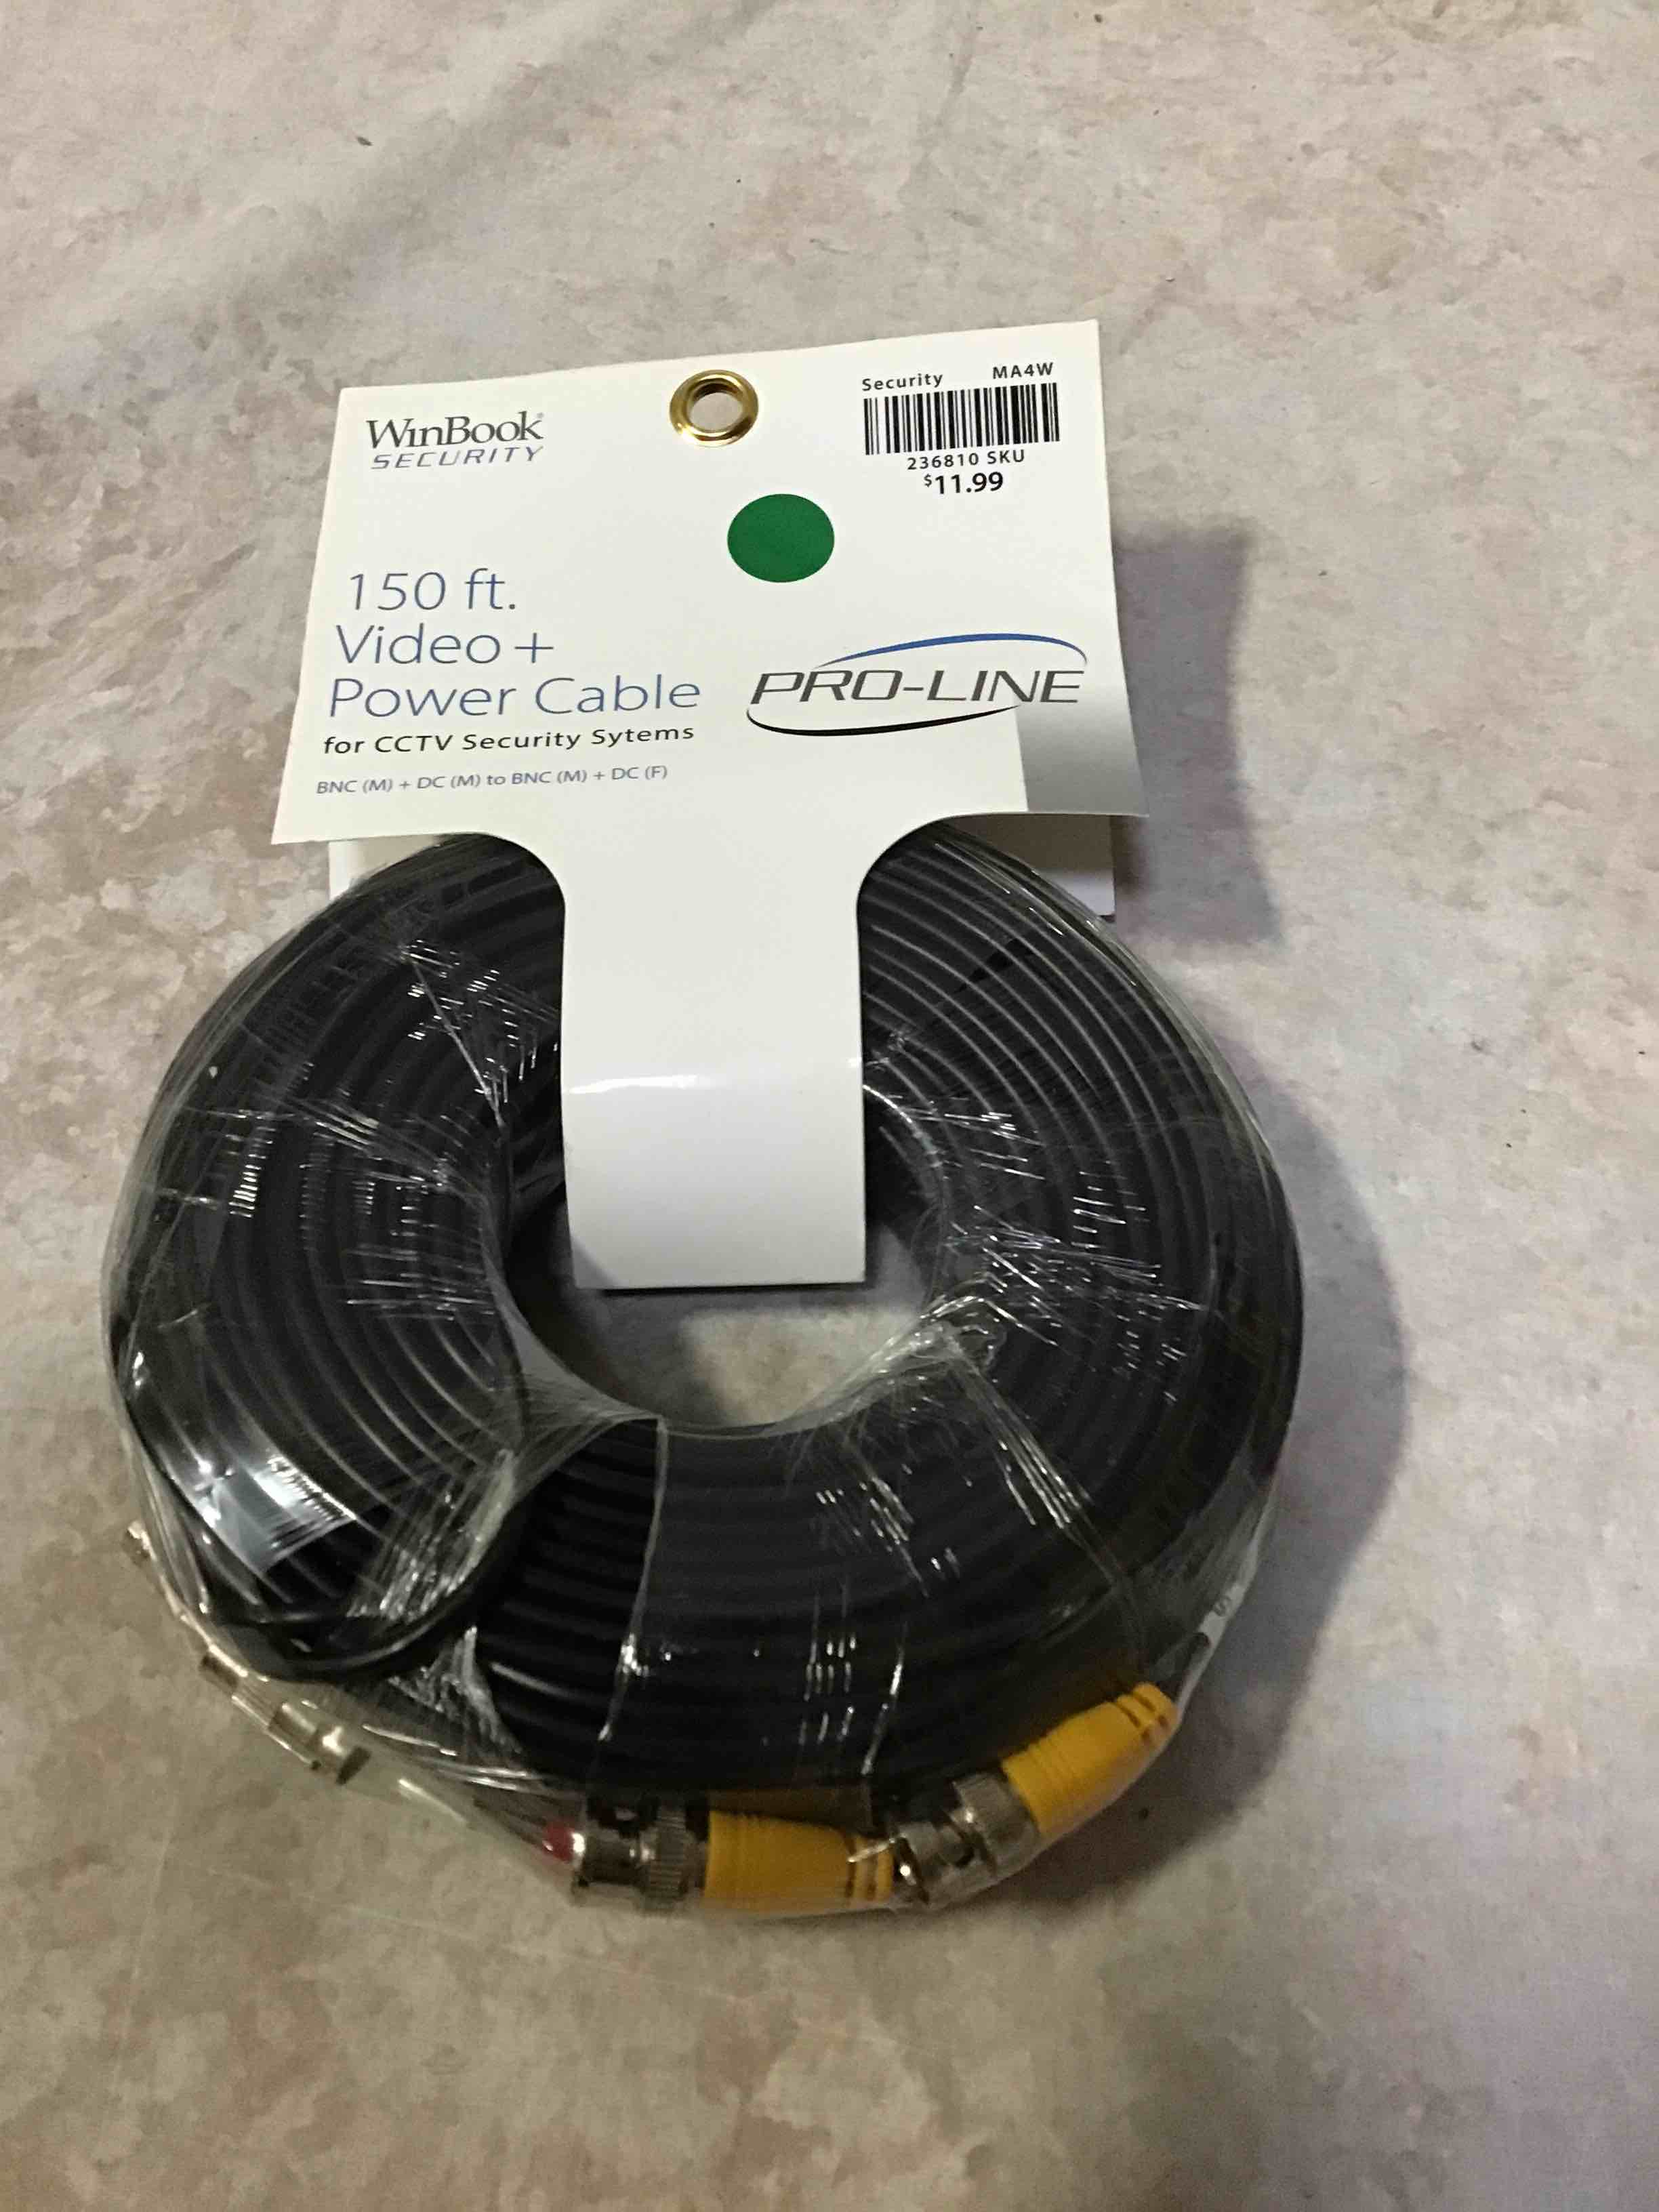 WinBook®
SECURITY
Security MA4W
236810 SKU
$11.99
150 ft.
Video +
Power Cable
for CCTV Security Sytems
BNC (M) + DC (M) to BNC (M) + DC (F)
PRO-LINE